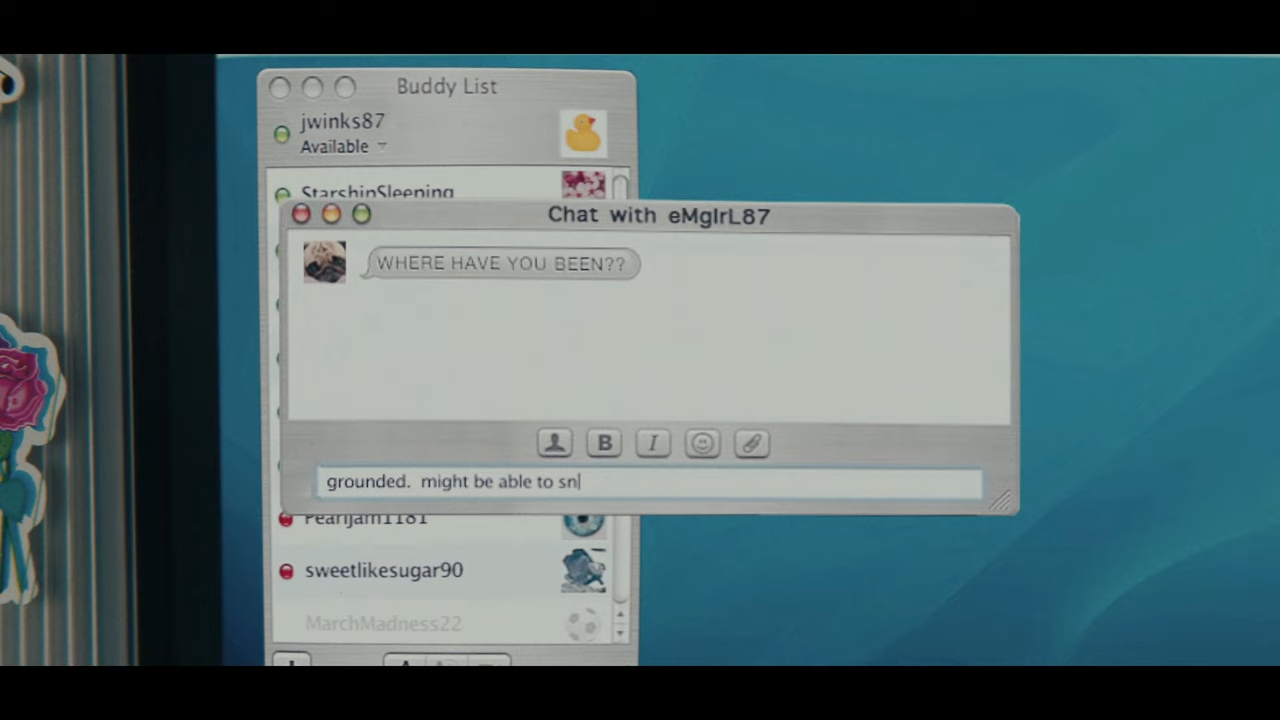 Buddy List
jwinks87
Available
StarshipSleeping
Chat with eMgIrL87
WHERE HAVE YOU BEEN??
B
I
grounded.  might be able to sn
PearlJam1181
sweetlikesugar90
MarchMadness22